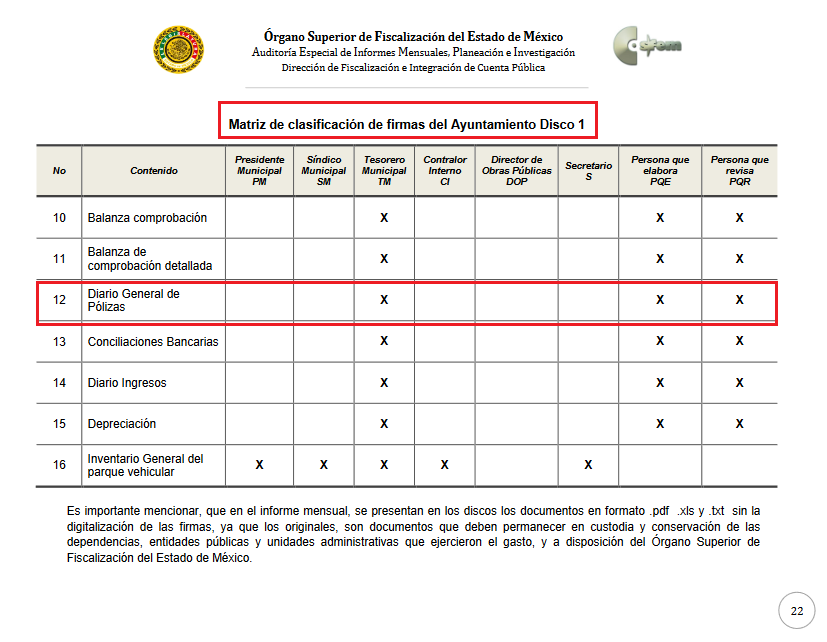 Órgano Superior de Fiscalización del Estado de México
Auditoría Especial de Informes Mensuales, Planeación e Investigación
Dirección de Fiscalización e Integración de Cuenta Pública
osfem
Matriz de clasificación de firmas del Ayuntamiento Disco 1
No Contenido Presidente Municipal PM Síndico Municipal SM Tesorero Municipal TM Contralor Interno CI Director de Obras Públicas DOP Secretario S Persona que elabora PQE Persona que revisa PQR
10 Balanza comprobación X X X
11 Balanza de comprobación detallada X X X
12 Diario General de Pólizas X X X
13 Conciliaciones Bancarias X X X
14 Diario Ingresos X X X
15 Depreciación X X X
16 Inventario General del parque vehicular X X X X X
Es importante mencionar, que en el informe mensual, se presentan en los discos los documentos en formato .pdf .xls y .txt sin la
digitalización de las firmas, ya que los originales, son documentos que deben permanecer en custodia y conservación de las
dependencias, entidades públicas y unidades administrativas que ejercieron el gasto, y a disposición del Órgano Superior de
Fiscalización del Estado de México.
22